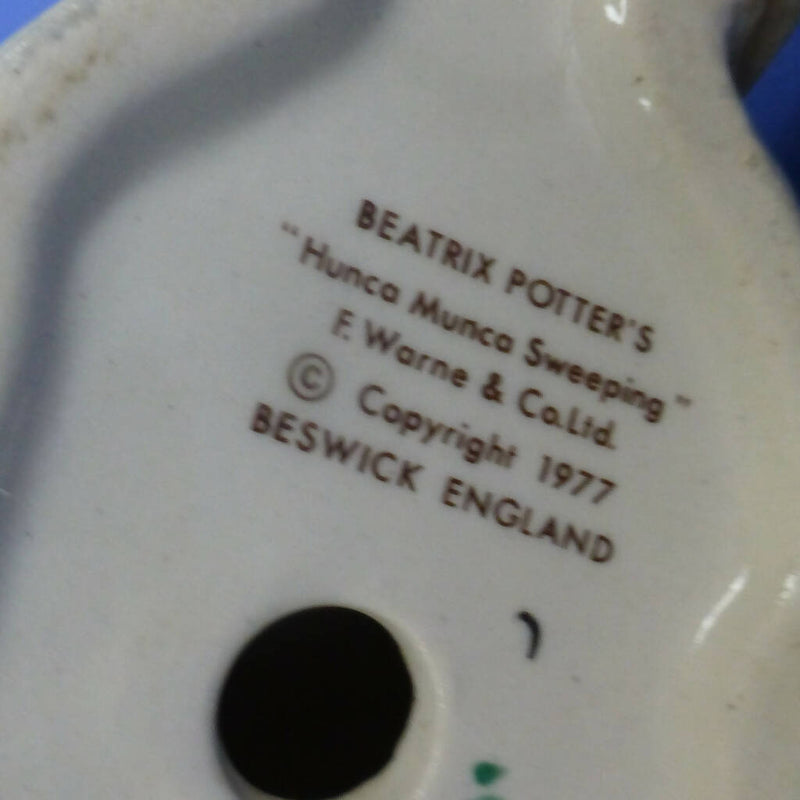 BEATRIX POTTER'S
"Hunca Munca Sweeping"
F. Warne & Co.Ltd.
© Copyright 1977
BESWICK ENGLAND